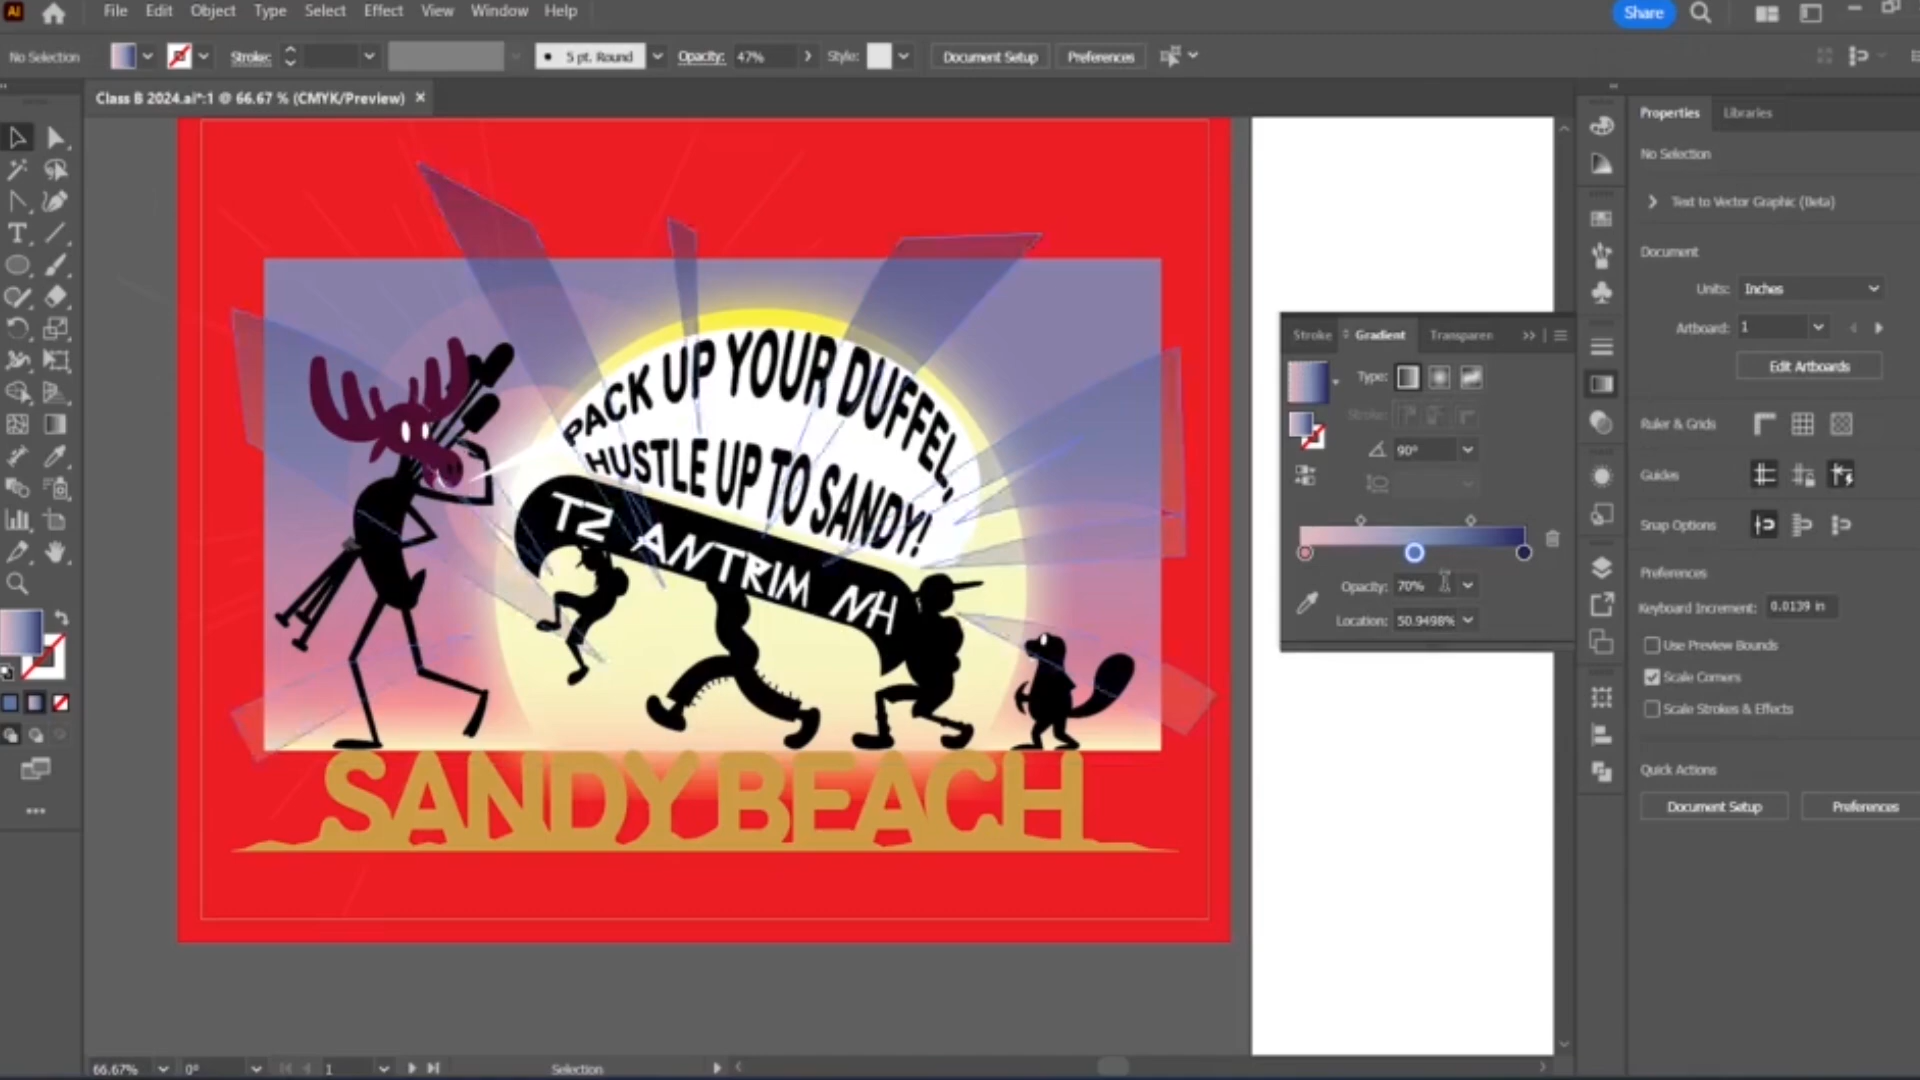 Ai File Edit Object Type Select Effect View Window Help Share
No Selection Stroke: 5 pt. Round Opacity: 47% Style: Document Setup Preferences
Class B 2024.ai*:1 @ 66.67 % (CMYK/Preview) ×
PACK UP YOUR DUFFEL,
HUSTLE UP TO SANDY!
TZ ANTRIM NH
SANDY BEACH
Stroke Gradient Transparen
Type:
Stroke:
90°
Opacity: 70%
Location: 50.9498%
Properties Libraries
No Selection
Text to Vector Graphic (Beta)
Document
Units: Inches
Artboard: 1
Edit Artboards
Ruler & Grids
Guides
Snap Options
Preferences
Keyboard Increment: 0.0139 in
Use Preview Bounds
Scale Corners
Scale Strokes & Effects
Quick Actions
Document Setup Preferences
66.67% 0° 1 Selection